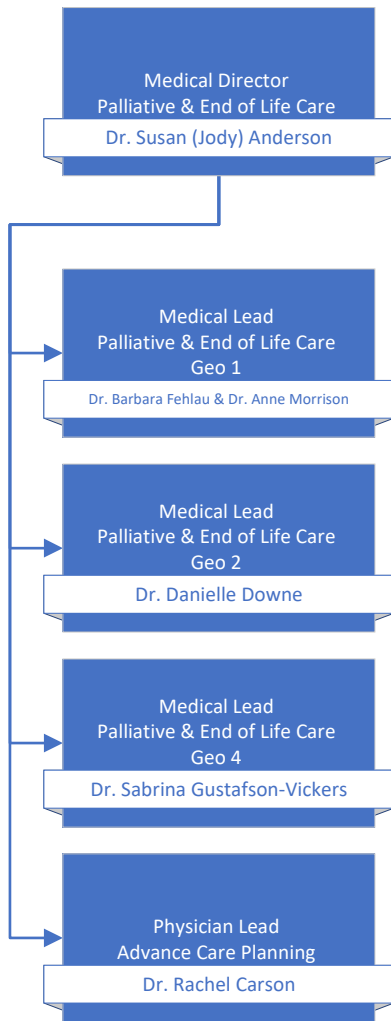 Medical Director
Palliative & End of Life Care
Dr. Susan (Jody) Anderson
Medical Lead
Palliative & End of Life Care
Geo 1
Dr. Barbara Fehlau & Dr. Anne Morrison
Medical Lead
Palliative & End of Life Care
Geo 2
Dr. Danielle Downe
Medical Lead
Palliative & End of Life Care
Geo 4
Dr. Sabrina Gustafson-Vickers
Physician Lead
Advance Care Planning
Dr. Rachel Carson